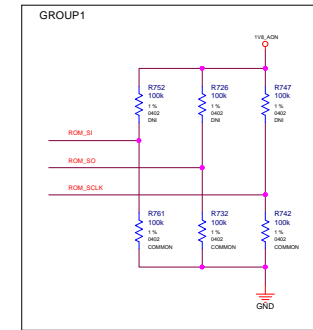 GROUP1
1V8_AON
R752
100k
1 %
0402
DNI
R726
100k
1 %
0402
DNI
R747
100k
1 %
0402
DNI
ROM_SI
ROM_SO
ROM_SCLK
R761
100k
1 %
0402
COMMON
R732
100k
1 %
0402
COMMON
R742
100k
1 %
0402
COMMON
GND